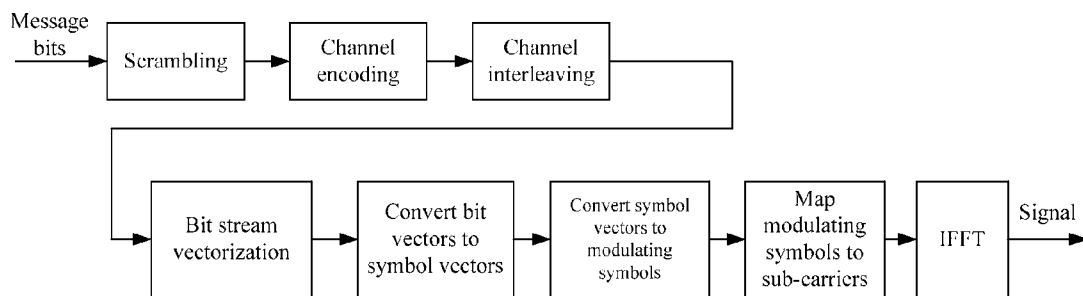 Message
bits
Scrambling
Channel
encoding
Channel
interleaving
Bit stream
vectorization
Convert bit
vectors to
symbol vectors
Convert symbol
vectors to
modulating
symbols
Map
modulating
symbols to
sub-carriers
IFFT
Signal